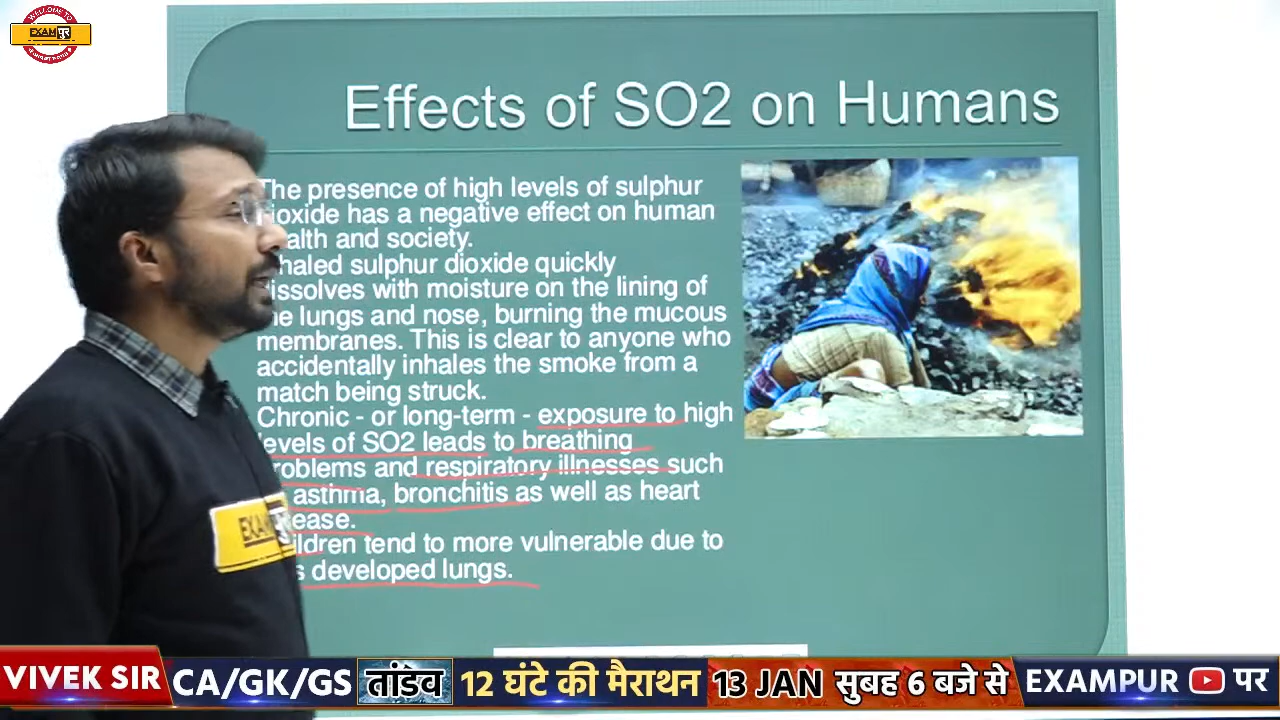 WELCOME TO
EXAMपुर
Effects of SO2 on Humans
The presence of high levels of sulphur
ioxide has a negative effect on human
alth and society.
haled sulphur dioxide quickly
issolves with moisture on the lining of
he lungs and nose, burning the mucous
membranes. This is clear to anyone who
accidentally inhales the smoke from a
match being struck.
Chronic - or long-term - exposure to high
levels of SO2 leads to breathing
roblems and respiratory illnesses such
asthma, bronchitis as well as heart
ease.
ildren tend to more vulnerable due to
s developed lungs.
EXAM
VIVEK SIR CA/GK/GS तांडव 12 घंटे की मैराथन 13 JAN सुबह 6 बजे से EXAMPUR पर